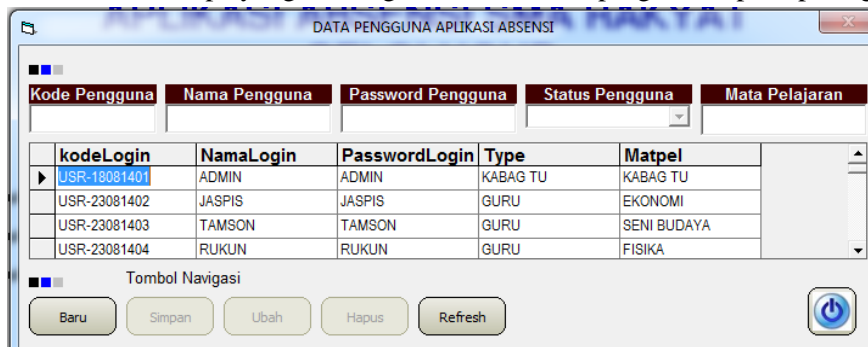 DATA PENGGUNA APLIKASI ABSENSI
Kode Pengguna Nama Pengguna Password Pengguna Status Pengguna Mata Pelajaran
kodeLogin NamaLogin PasswordLogin Type Matpel
USR-18081401 ADMIN ADMIN KABAG TU KABAG TU
USR-23081402 JASPIS JASPIS GURU EKONOMI
USR-23081403 TAMSON TAMSON GURU SENI BUDAYA
USR-23081404 RUKUN RUKUN GURU FISIKA
Tombol Navigasi
Baru Simpan Ubah Hapus Refresh